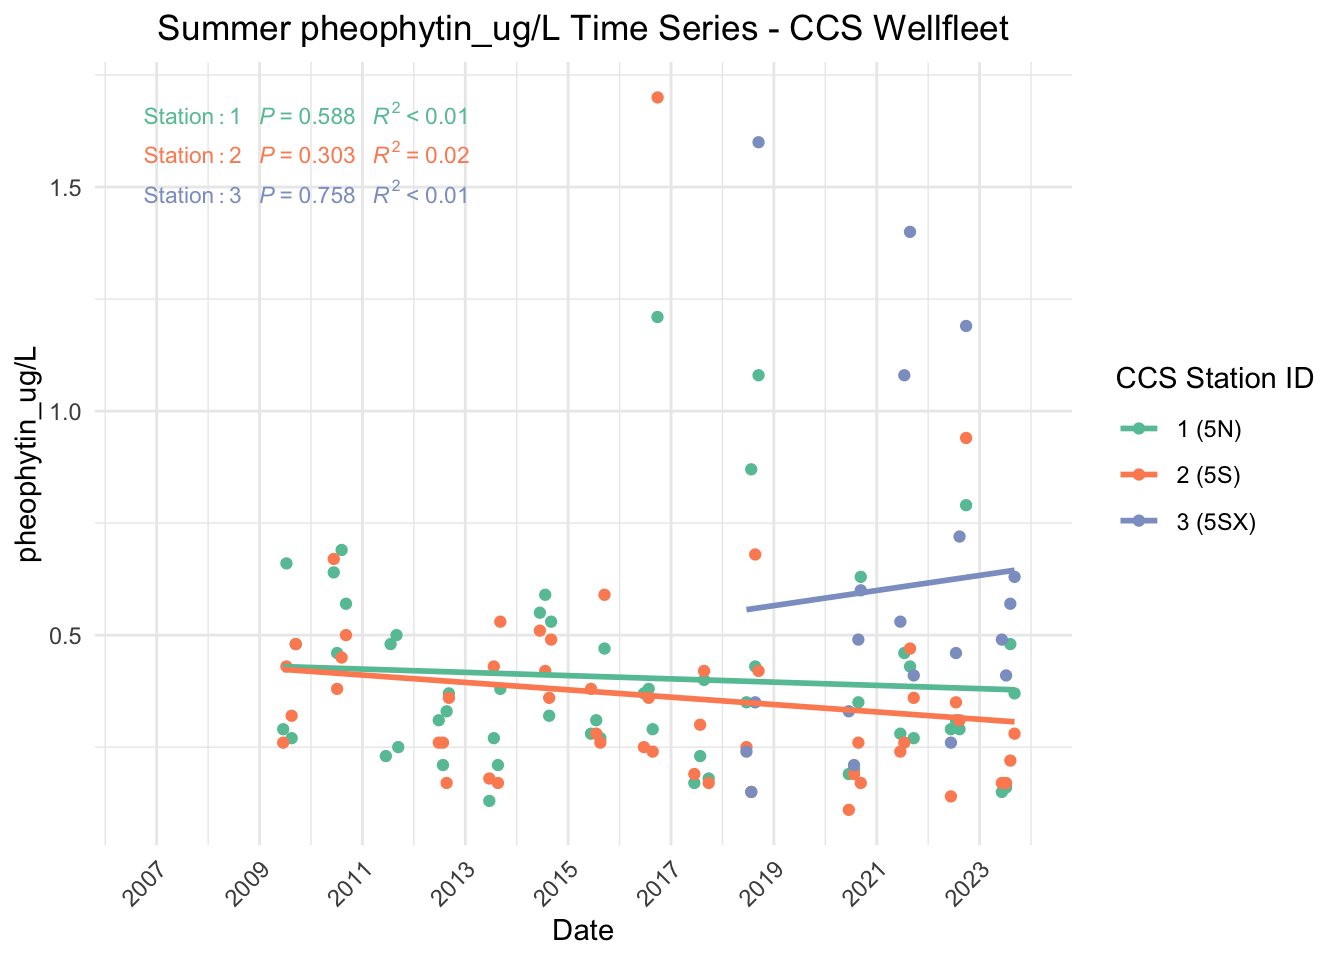 Summer pheophytin_ug/L Time Series - CCS Wellfleet
Station: 1 P = 0.588 R² < 0.01
Station: 2 P = 0.303 R² = 0.02
Station: 3 P = 0.758 R² < 0.01
1.5
1.0
0.5
pheophytin_ug/L
2007
2009
2011
2013
2015
2017
2019
2021
2023
Date
CCS Station ID
1 (5N)
2 (5S)
3 (5SX)